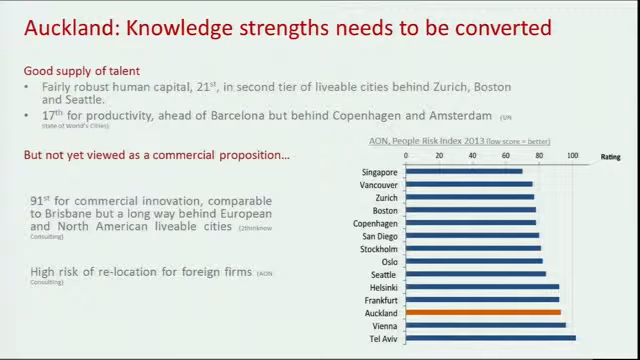 Auckland: Knowledge strengths needs to be converted
Good supply of talent
• Fairly robust human capital, 21st, in second tier of liveable cities behind Zurich, Boston
and Seattle.
• 17th for productivity, ahead of Barcelona but behind Copenhagen and Amsterdam (UN
State of World's Cities)
But not yet viewed as a commercial proposition…
91st for commercial innovation, comparable
to Brisbane but a long way behind European
and North American liveable cities (2thinknow
Consulting)
High risk of re-location for foreign firms (AON
Consulting)
AON, People Risk Index 2013 (low score = better)
0 20 40 60 80 100 Rating
Singapore
Vancouver
Zurich
Boston
Copenhagen
San Diego
Stockholm
Oslo
Seattle
Helsinki
Frankfurt
Auckland
Vienna
Tel Aviv